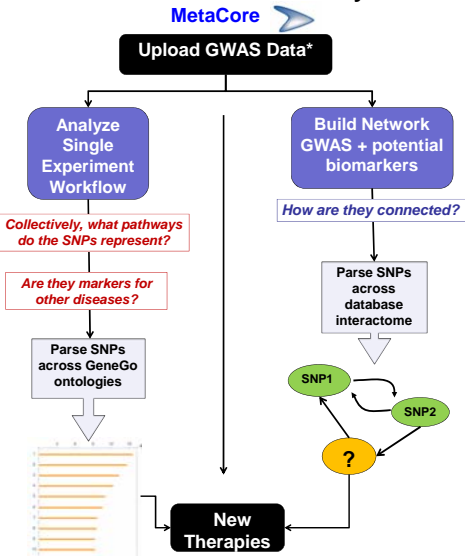 MetaCore
Upload GWAS Data*
Analyze
Single
Experiment
Workflow
Collectively, what pathways
do the SNPs represent?
Are they markers for
other diseases?
Parse SNPs
across GeneGo
ontologies
Build Network
GWAS + potential
biomarkers
How are they connected?
Parse SNPs
across
database
interactome
SNP1
SNP2
?
New
Therapies